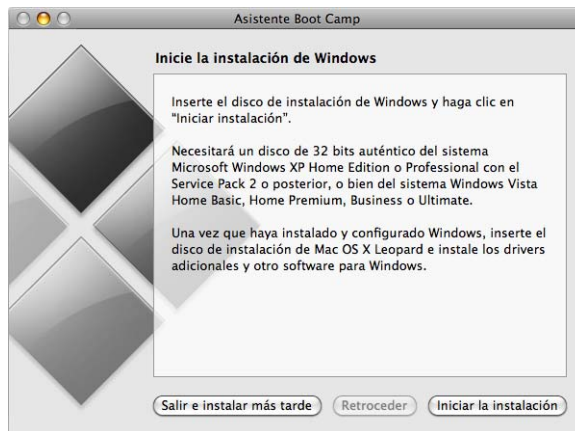 Asistente Boot Camp
Inicie la instalación de Windows
Inserte el disco de instalación de Windows y haga clic en
“Iniciar instalación”.
Necesitará un disco de 32 bits auténtico del sistema
Microsoft Windows XP Home Edition o Professional con el
Service Pack 2 o posterior, o bien del sistema Windows Vista
Home Basic, Home Premium, Business o Ultimate.
Una vez que haya instalado y configurado Windows, inserte el
disco de instalación de Mac OS X Leopard e instale los drivers
adicionales y otro software para Windows.
Salir e instalar más tarde
Retroceder
Iniciar la instalación